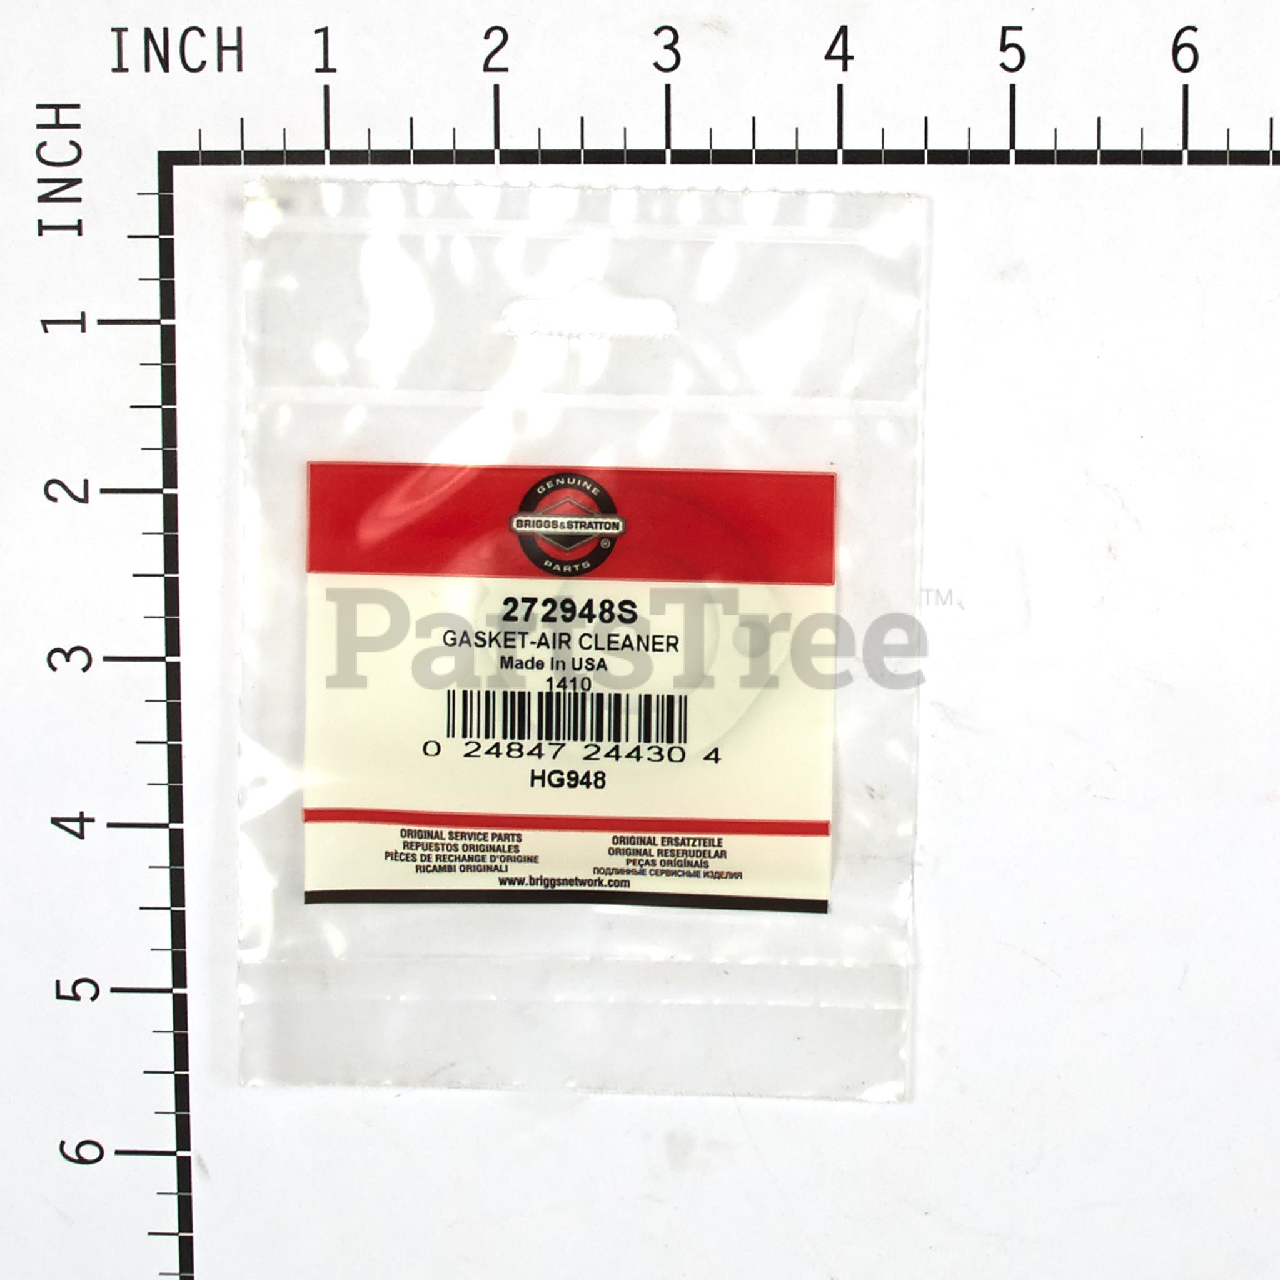 INCH 1 2 3 4 5 6
INCH
1
2
3
4
5
6
GENUINE
BRIGGS&STRATTON
®
PARTS
272948S
GASKET-AIR CLEANER
Made In USA
1410
0 24847 24430 4
HG948
ORIGINAL SERVICE PARTS
REPUESTOS ORIGINALES
PIÈCES DE RECHANGE D'ORIGINE
RICAMBI ORIGINALI
ORIGINAL ERSATZTEILE
ORIGINAL RESERUDELAR
PEÇAS ORIGINAIS
ПОДЛИННЫЕ СЕРВИСНЫЕ ИЗДЕЛИЯ
www.briggsnetwork.com
PartsTree™